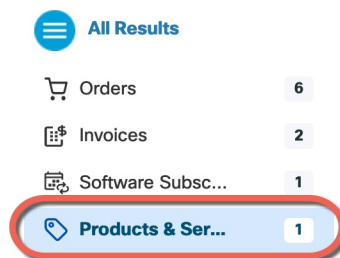 All Results
Orders 6
Invoices 2
Software Subsc... 1
Products & Ser... 1